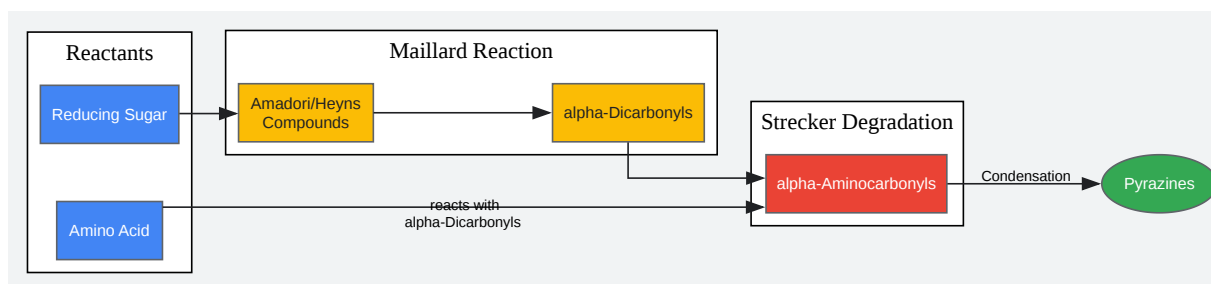 Reactants
Reducing Sugar
Amino Acid
Maillard Reaction
Amadori/Heyns
Compounds
alpha-Dicarbonyls
reacts with
alpha-Dicarbonyls
Strecker Degradation
alpha-Aminocarbonyls
Condensation
Pyrazines